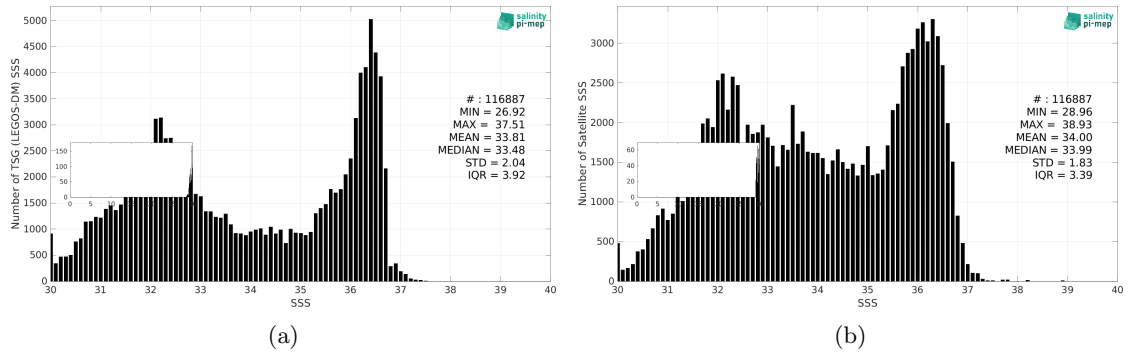 salinity
pi-mep
5000
4500
4000
3500
3000
2500
2000
1500
1000
500
0
Number of TSG (LEGOS-DM) SSS
# : 116887
MIN = 26.92
MAX = 37.51
MEAN = 33.81
MEDIAN = 33.48
STD = 2.04
IQR = 3.92
150
100
50
0
0 5 10
30 31 32 33 34 35 36 37 38 39 40
SSS
(a)
salinity
pi-mep
3000
2500
2000
1500
1000
500
0
Number of Satellite SSS
# : 116887
MIN = 28.96
MAX = 38.93
MEAN = 34.00
MEDIAN = 33.99
STD = 1.83
IQR = 3.39
60
40
20
0
0 5 10
30 31 32 33 34 35 36 37 38 39 40
SSS
(b)